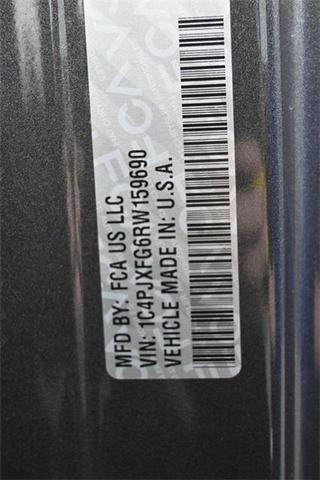 MFD BY: FCA US LLC
VIN: 1C4PJXFG6RW159690
VEHICLE MADE IN: U.S.A.